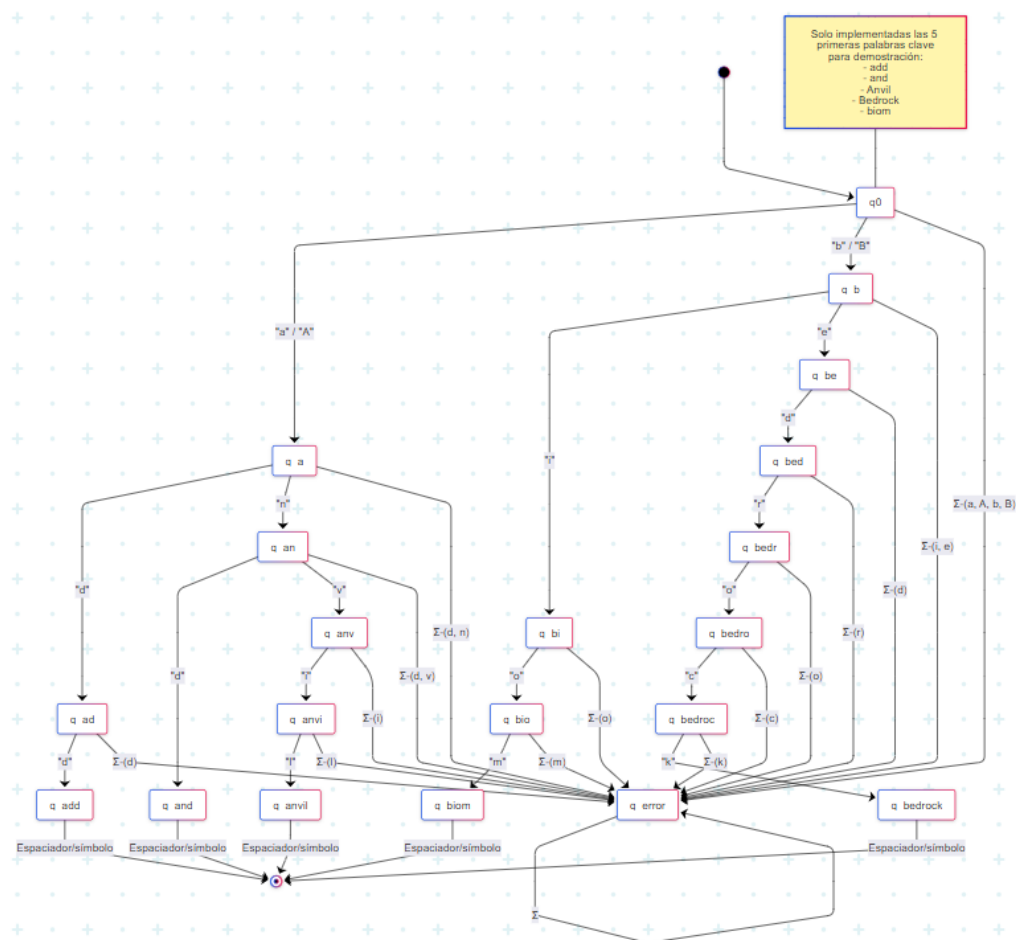 Solo implementadas las 5
primeras palabras clave
para demostración:
- add
- and
- Anvil
- Bedrock
- biom
q0
"b" / "B"
q b
"a" / "A"
"e"
q be
"d"
"i"
q a
q bed
"n"
"r"
Σ-(a, A, b, B)
q an
q bedr
Σ-(i, e)
"d"
"v"
"o"
Σ-(d)
q anv
Σ-(d, n)
q bi
q bedro
Σ-(r)
"d"
"i"
Σ-(d, v)
"o"
"c"
Σ-(o)
q ad
q anvi
Σ-(i)
q bio
Σ-(o)
q bedroc
Σ-(c)
"d"
Σ-(d)
"l"
Σ-(l)
"m"
Σ-(m)
"k"
Σ-(k)
q add
q and
q anvil
q biom
q error
q bedrock
Espaciador/símbolo
Espaciador/símbolo
Espaciador/símbolo
Espaciador/símbolo
Espaciador/símbolo
Σ